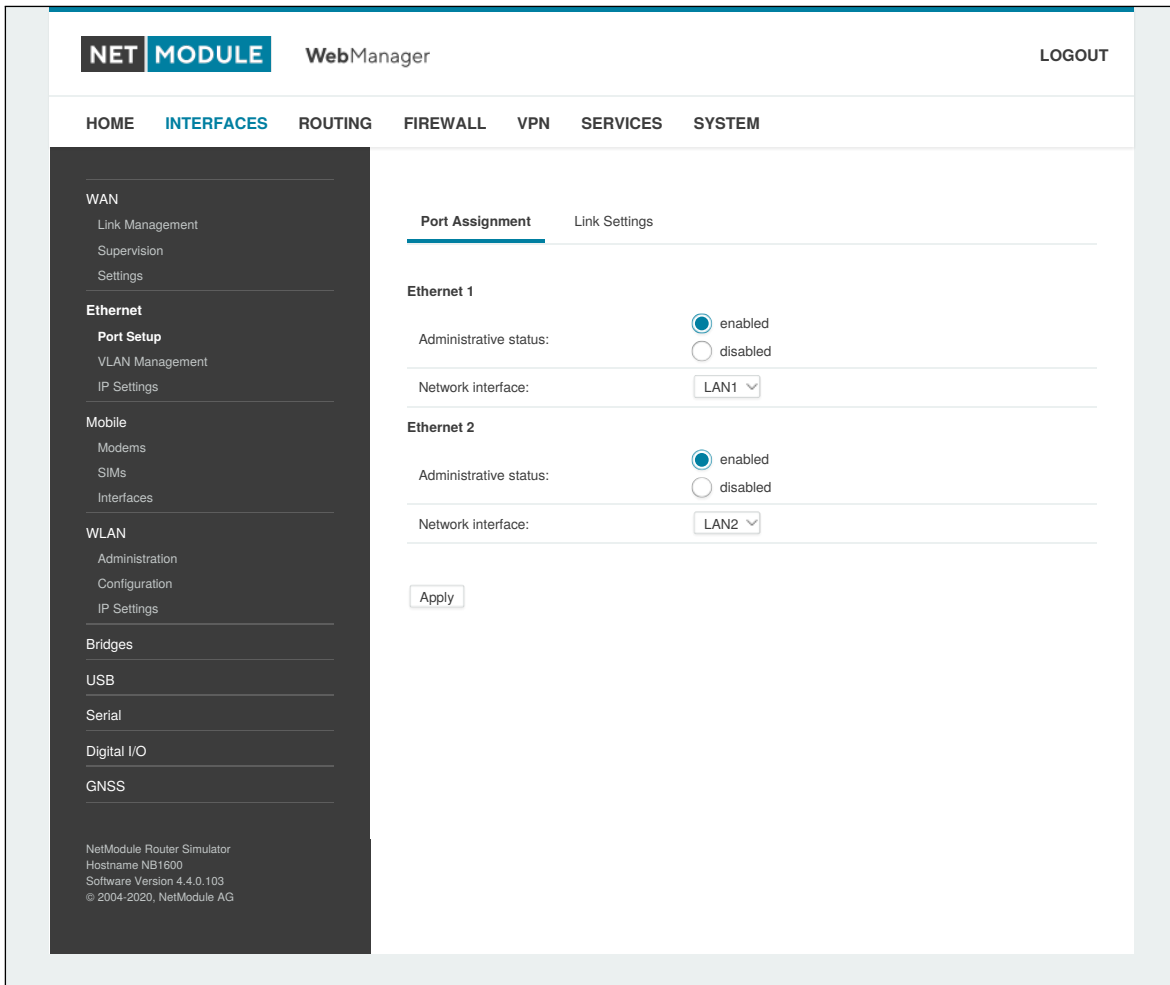 NET MODULE WebManager LOGOUT
HOME INTERFACES ROUTING FIREWALL VPN SERVICES SYSTEM
WAN
Link Management
Supervision
Settings
Ethernet
Port Setup
VLAN Management
IP Settings
Mobile
Modems
SIMs
Interfaces
WLAN
Administration
Configuration
IP Settings
Bridges
USB
Serial
Digital I/O
GNSS
NetModule Router Simulator
Hostname NB1600
Software Version 4.4.0.103
© 2004-2020, NetModule AG
Port Assignment Link Settings
Ethernet 1
Administrative status:
enabled
disabled
Network interface: LAN1
Ethernet 2
Administrative status:
enabled
disabled
Network interface: LAN2
Apply